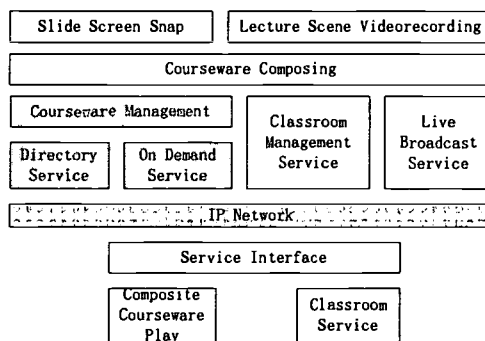 Slide Screen Snap
Lecture Scene Videorecording
Courseware Composing
Courseware Management
Directory
Service
On Demand
Service
Classroom
Management
Service
Live
Broadcast
Service
IP Network
Service Interface
Composite
Courseware
Play
Classroom
Service